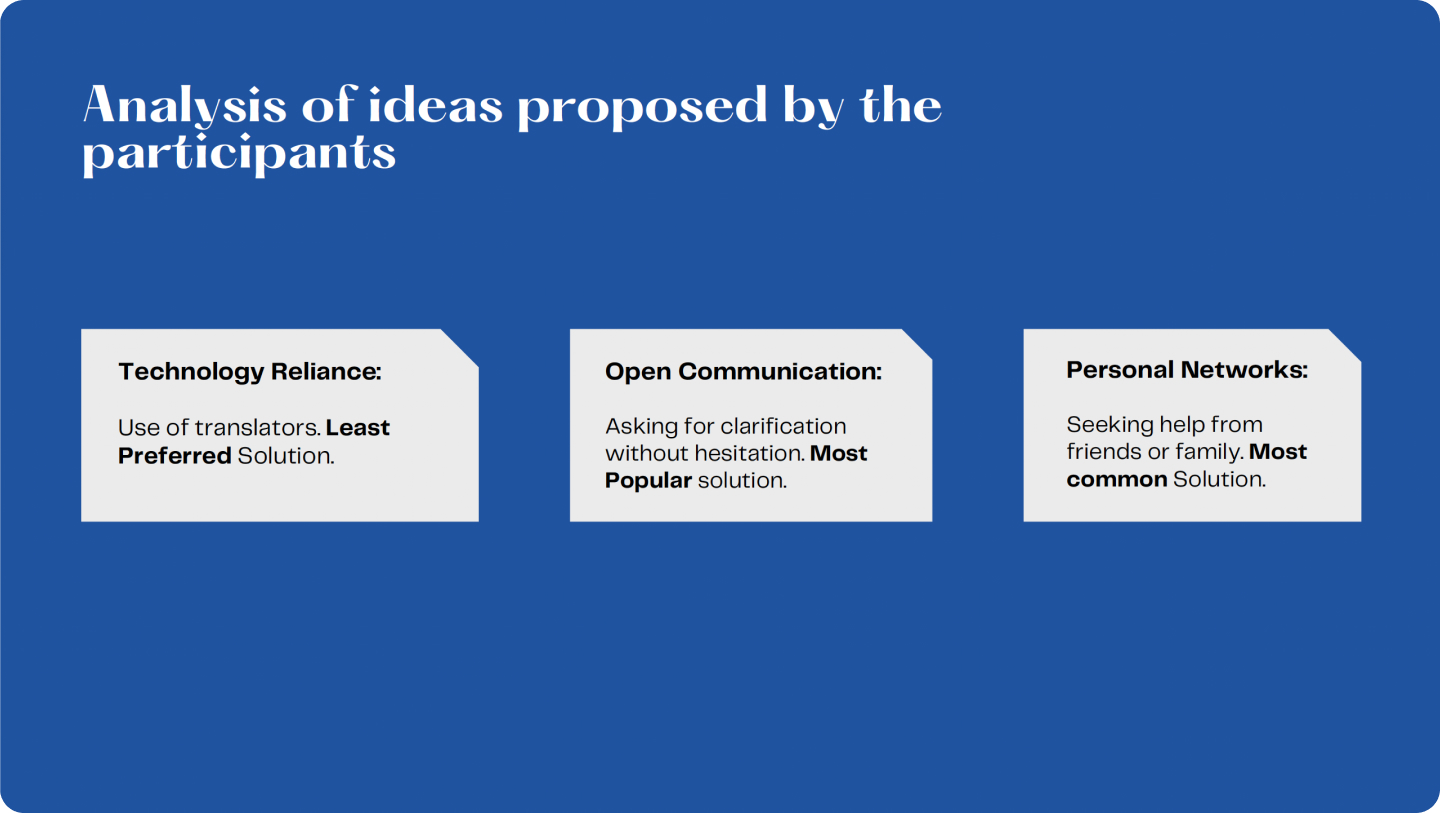 Analysis of ideas proposed by the
participants
Technology Reliance:
Use of translators. Least
Preferred Solution.
Open Communication:
Asking for clarification
without hesitation. Most
Popular solution.
Personal Networks:
Seeking help from
friends or family. Most
common Solution.